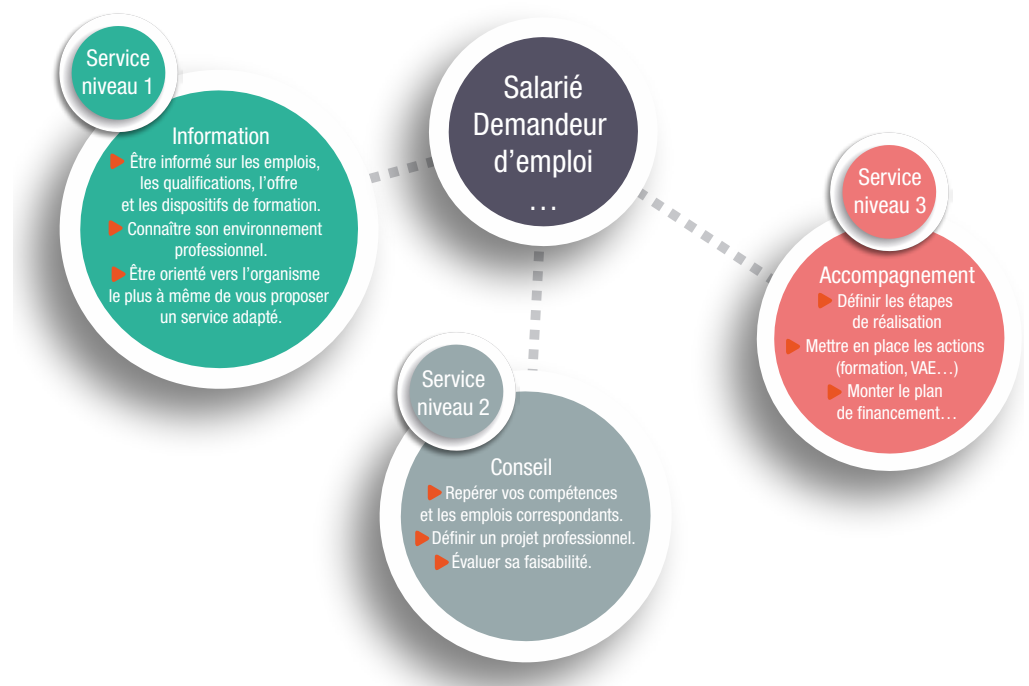 Service
niveau 1
Information
Être informé sur les emplois,
les qualifications, l’offre
et les dispositifs de formation.
Connaître son environnement
professionnel.
Être orienté vers l’organisme
le plus à même de vous proposer
un service adapté.
Salarié
Demandeur
d’emploi
...
Service
niveau 2
Conseil
Repérer vos compétences
et les emplois correspondants.
Définir un projet professionnel.
Évaluer sa faisabilité.
Service
niveau 3
Accompagnement
Définir les étapes
de réalisation
Mettre en place les actions
(formation, VAE…)
Monter le plan
de financement…